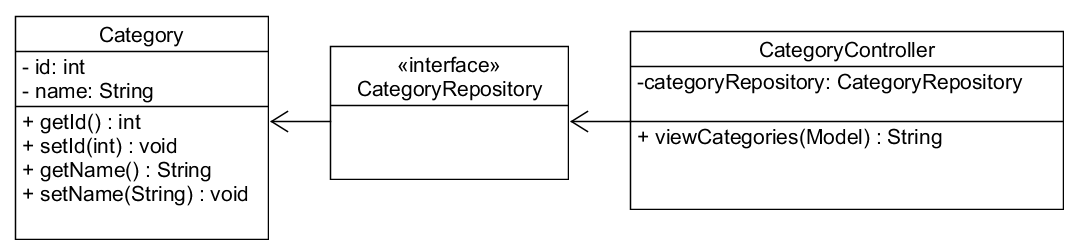 Category
- id: int
- name: String
+ getId() : int
+ setId(int) : void
+ getName() : String
+ setName(String) : void
«interface»
CategoryRepository
CategoryController
-categoryRepository: CategoryRepository
+ viewCategories(Model) : String